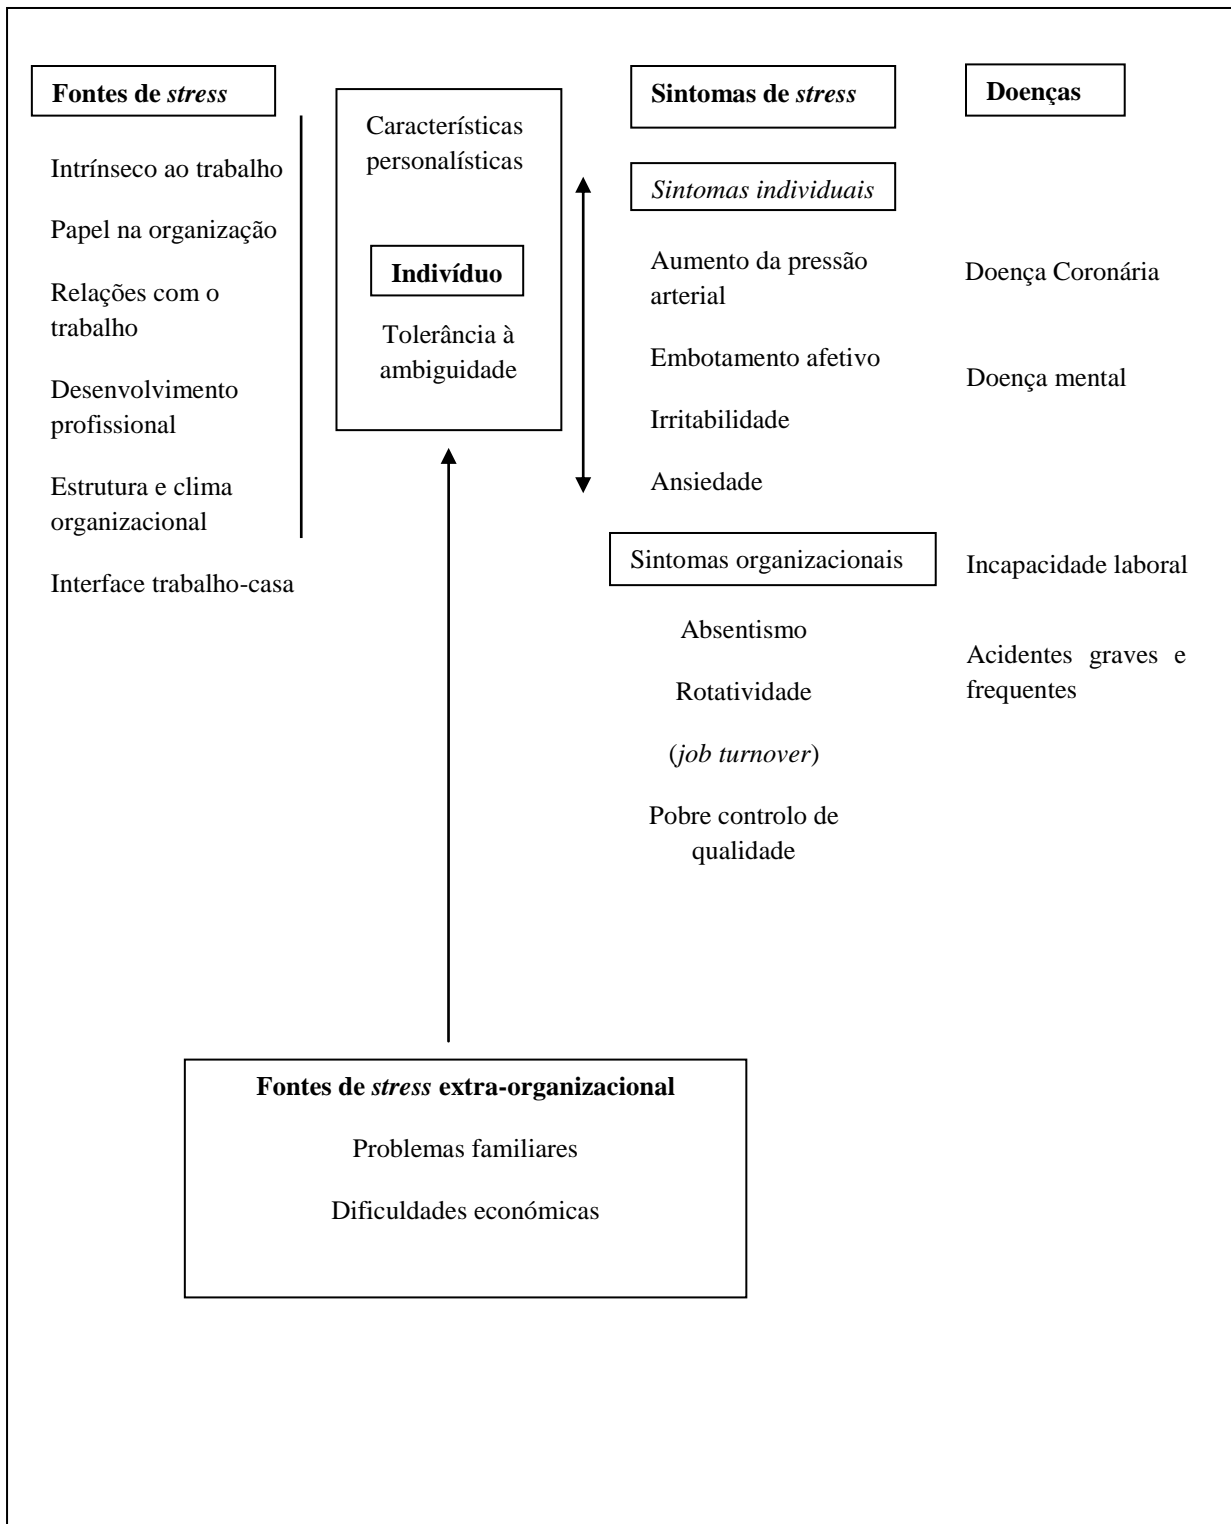 Fontes de stress
Intrínseco ao trabalho
Papel na organização
Relações com o
trabalho
Desenvolvimento
profissional
Estrutura e clima
organizacional
Interface trabalho-casa
Características
personalísticas
Indivíduo
Tolerância à
ambiguidade
Sintomas de stress
Sintomas individuais
Aumento da pressão
arterial
Embotamento afetivo
Irritabilidade
Ansiedade
Sintomas organizacionais
Absentismo
Rotatividade
(job turnover)
Pobre controlo de
qualidade
Doenças
Doença Coronária
Doença mental
Incapacidade laboral
Acidentes graves e
frequentes
Fontes de stress extra-organizacional
Problemas familiares
Dificuldades económicas